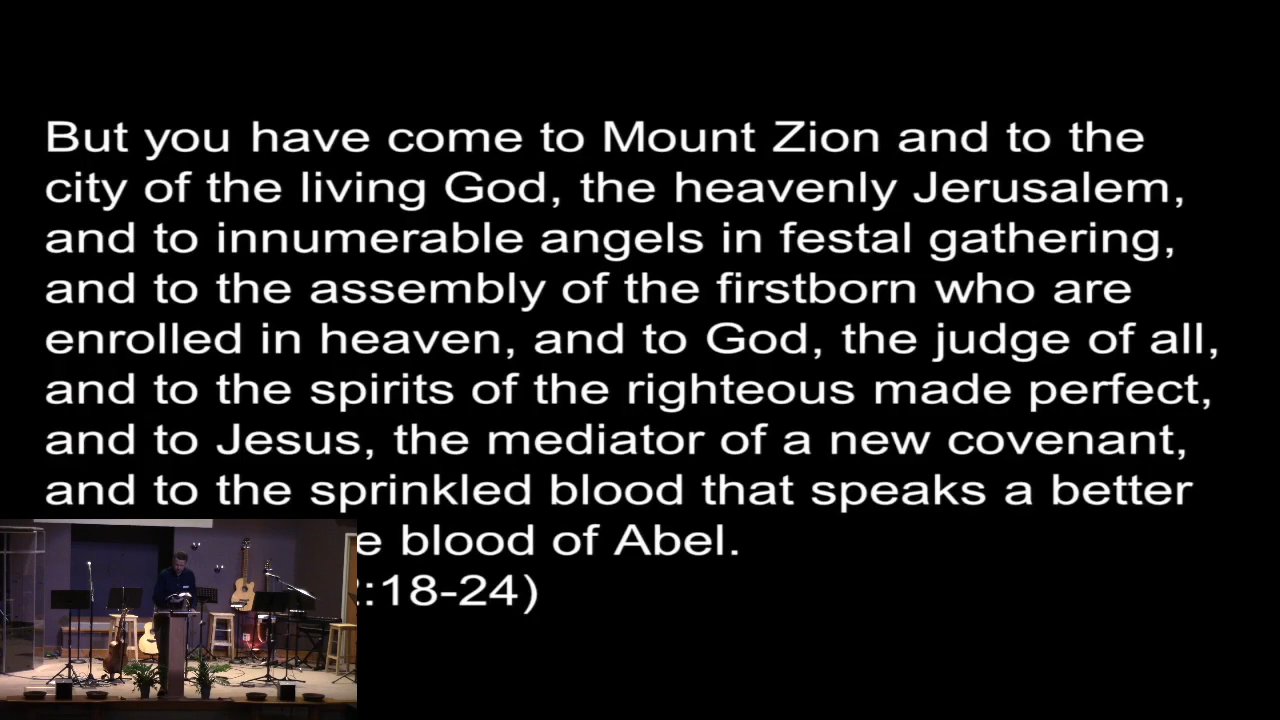 But you have come to Mount Zion and to the
city of the living God, the heavenly Jerusalem,
and to innumerable angels in festal gathering,
and to the assembly of the firstborn who are
enrolled in heaven, and to God, the judge of all,
and to the spirits of the righteous made perfect,
and to Jesus, the mediator of a new covenant,
and to the sprinkled blood that speaks a better
e blood of Abel.
:18-24)